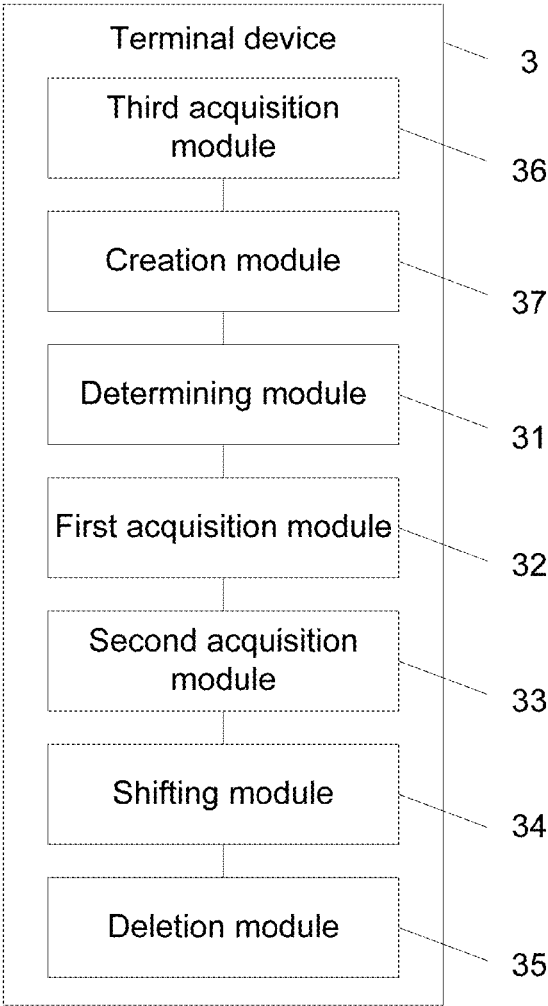 Terminal device
3
Third acquisition
module
36
Creation module
37
Determining module
31
First acquisition module
32
Second acquisition
module
33
Shifting module
34
Deletion module
35